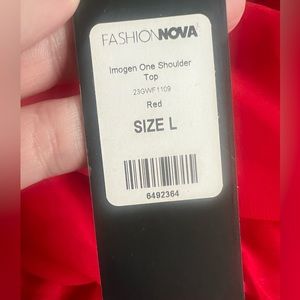 FASHIONNOVA
Imogen One Shoulder
Top
23GWF1109
Red
SIZE L
6492364